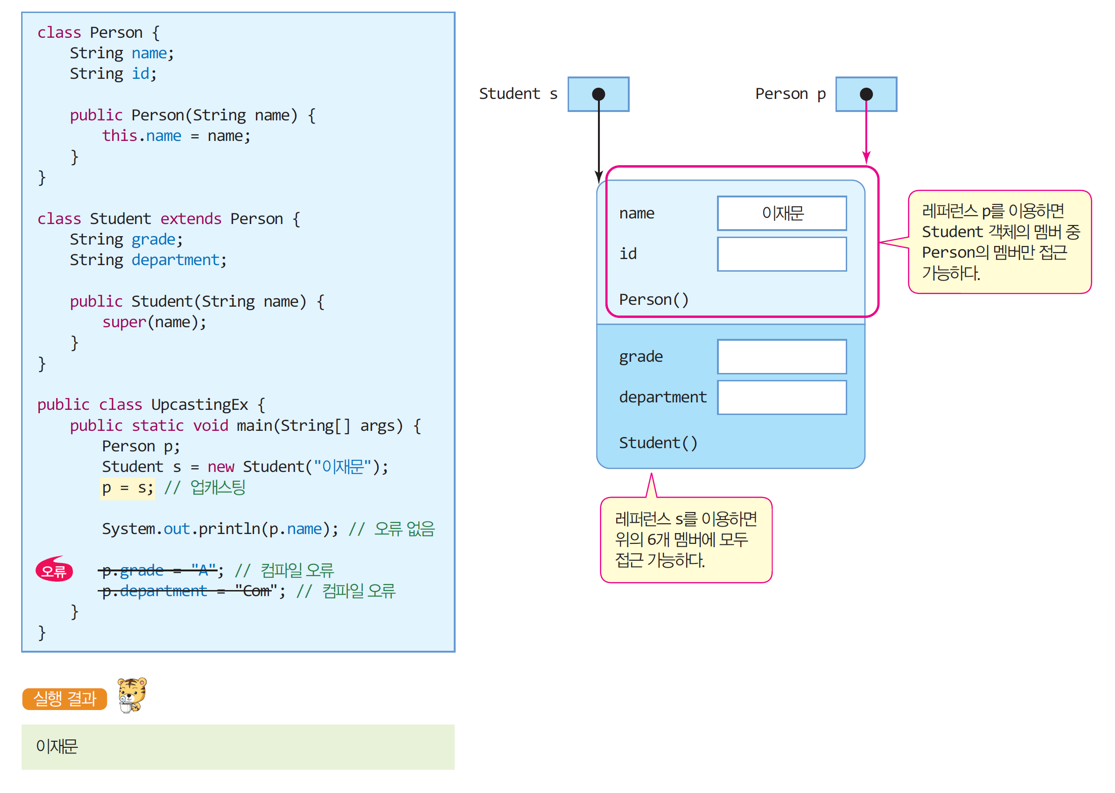 class Person {
String name;
String id;
public Person(String name) {
this.name = name;
}
}
class Student extends Person {
String grade;
String department;
public Student(String name) {
super(name);
}
}
public class UpcastingEx {
public static void main(String[] args) {
Person p;
Student s = new Student("이재문");
p = s; // 업캐스팅
System.out.println(p.name); // 오류 없음
오류
p.grade = "A"; // 컴파일 오류
p.department = "Com"; // 컴파일 오류
}
}
실행 결과
이재문
Student s
Person p
name 이재문
id
Person()
grade
department
Student()
레퍼런스 p를 이용하면
Student 객체의 멤버 중
Person의 멤버만 접근
가능하다.
레퍼런스 s를 이용하면
위의 6개 멤버에 모두
접근 가능하다.